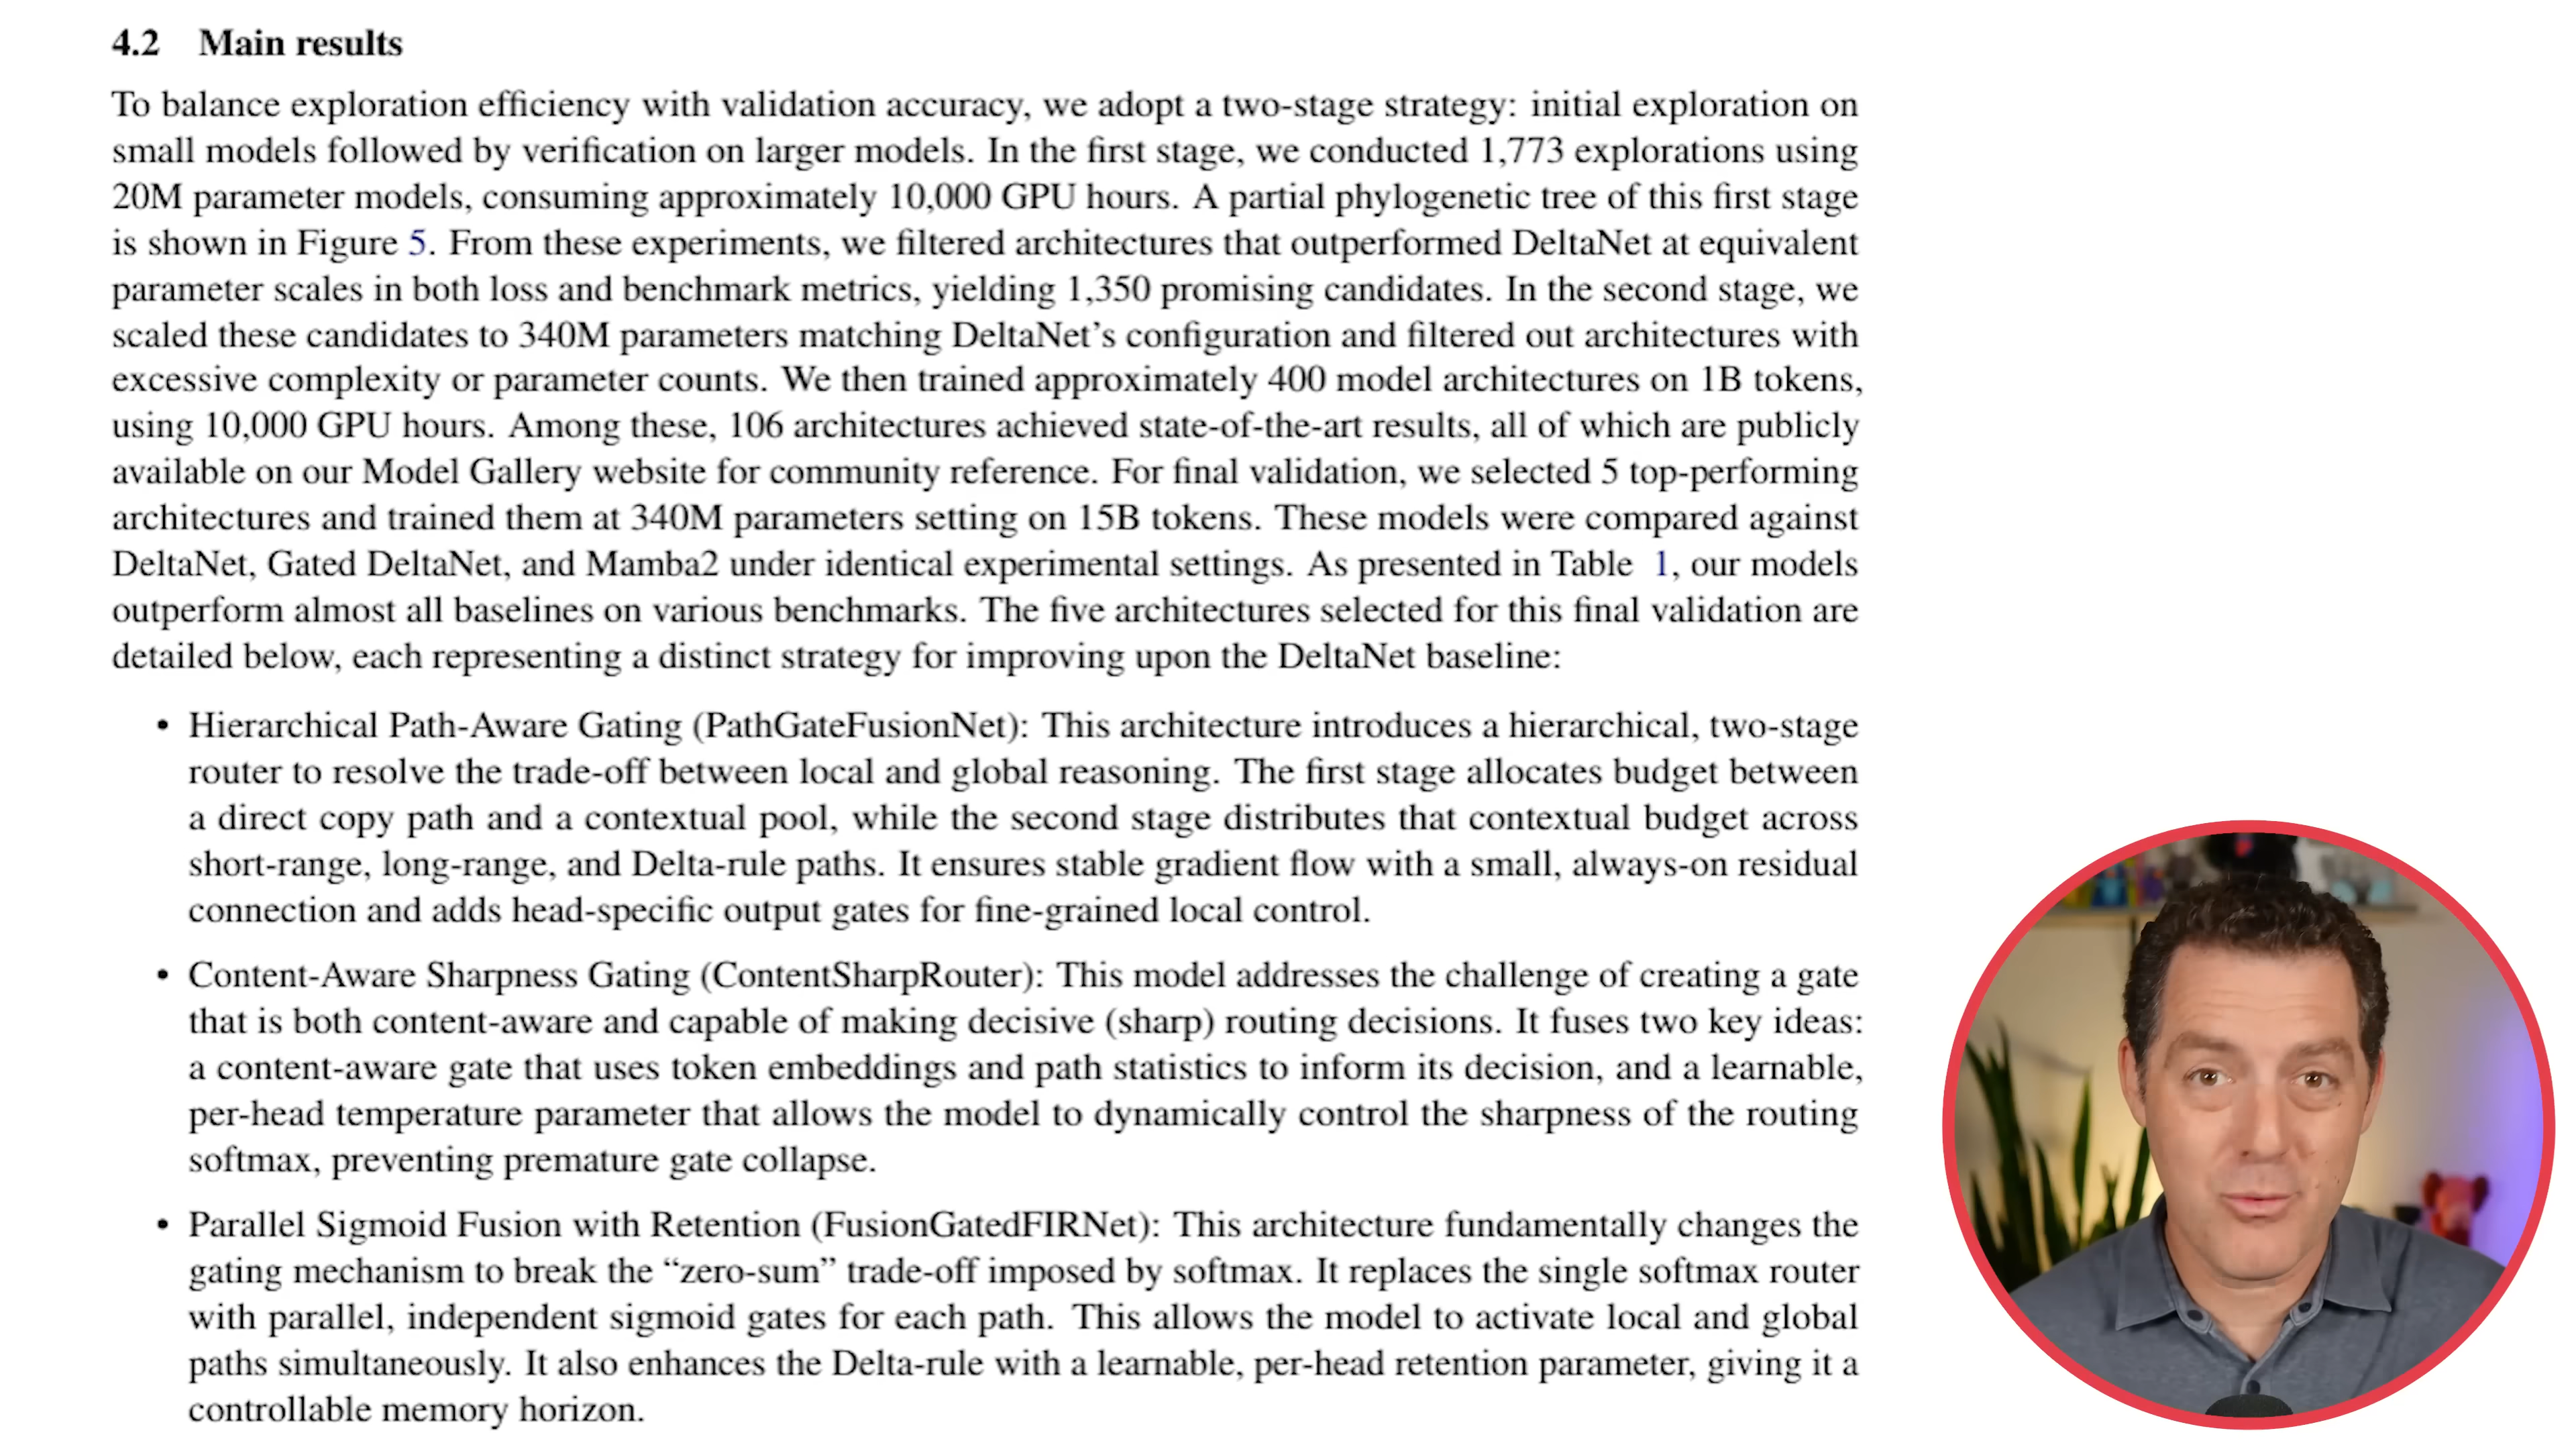 4.2 Main results
To balance exploration efficiency with validation accuracy, we adopt a two-stage strategy: initial exploration on
small models followed by verification on larger models. In the first stage, we conducted 1,773 explorations using
20M parameter models, consuming approximately 10,000 GPU hours. A partial phylogenetic tree of this first stage
is shown in Figure 5. From these experiments, we filtered architectures that outperformed DeltaNet at equivalent
parameter scales in both loss and benchmark metrics, yielding 1,350 promising candidates. In the second stage, we
scaled these candidates to 340M parameters matching DeltaNet's configuration and filtered out architectures with
excessive complexity or parameter counts. We then trained approximately 400 model architectures on 1B tokens,
using 10,000 GPU hours. Among these, 106 architectures achieved state-of-the-art results, all of which are publicly
available on our Model Gallery website for community reference. For final validation, we selected 5 top-performing
architectures and trained them at 340M parameters setting on 15B tokens. These models were compared against
DeltaNet, Gated DeltaNet, and Mamba2 under identical experimental settings. As presented in Table 1, our models
outperform almost all baselines on various benchmarks. The five architectures selected for this final validation are
detailed below, each representing a distinct strategy for improving upon the DeltaNet baseline:
• Hierarchical Path-Aware Gating (PathGateFusionNet): This architecture introduces a hierarchical, two-stage
router to resolve the trade-off between local and global reasoning. The first stage allocates budget between
a direct copy path and a contextual pool, while the second stage distributes that contextual budget across
short-range, long-range, and Delta-rule paths. It ensures stable gradient flow with a small, always-on residual
connection and adds head-specific output gates for fine-grained local control.
• Content-Aware Sharpness Gating (ContentSharpRouter): This model addresses the challenge of creating a gate
that is both content-aware and capable of making decisive (sharp) routing decisions. It fuses two key ideas:
a content-aware gate that uses token embeddings and path statistics to inform its decision, and a learnable,
per-head temperature parameter that allows the model to dynamically control the sharpness of the routing
softmax, preventing premature gate collapse.
• Parallel Sigmoid Fusion with Retention (FusionGatedFIRNet): This architecture fundamentally changes the
gating mechanism to break the “zero-sum” trade-off imposed by softmax. It replaces the single softmax router
with parallel, independent sigmoid gates for each path. This allows the model to activate local and global
paths simultaneously. It also enhances the Delta-rule with a learnable, per-head retention parameter, giving it a
controllable memory horizon.